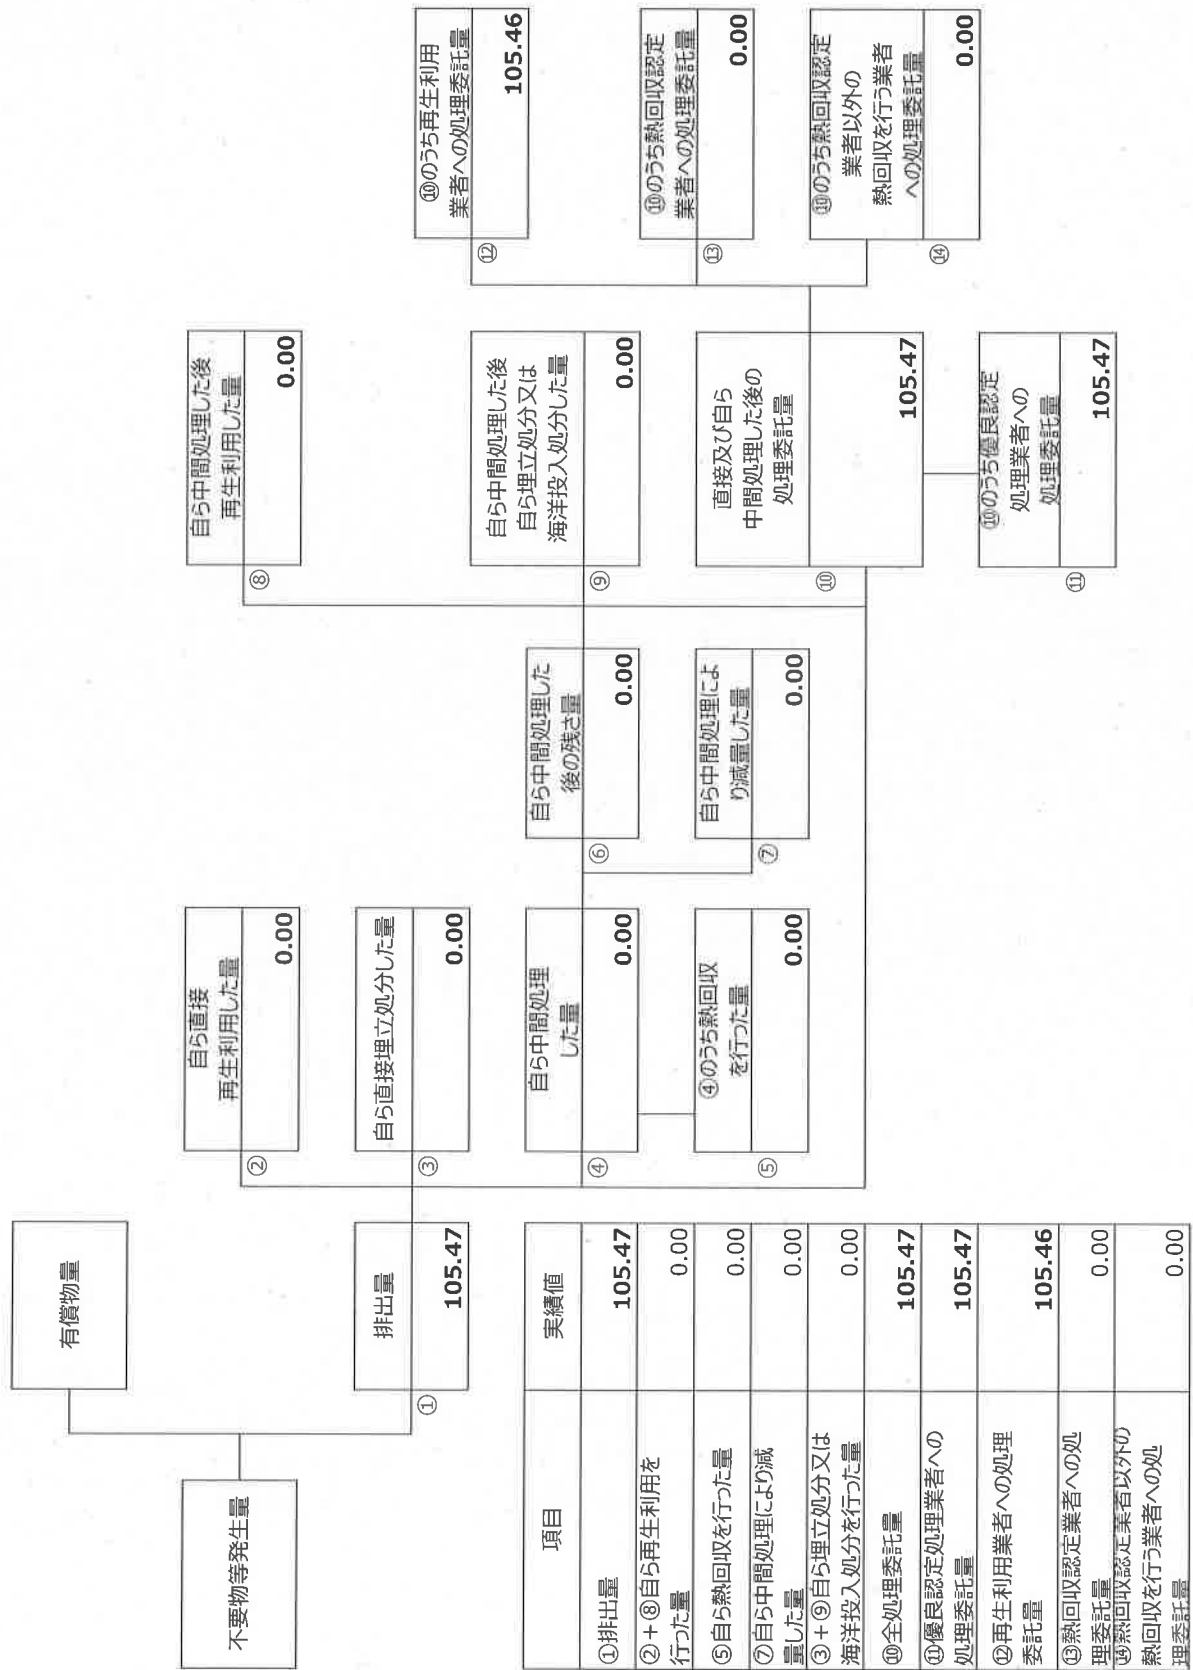 不要物等発生量
有償物量
排出量
①
105.47
自ら直接
再生利用した量
②
0.00
自ら直接埋立処分した量
③
0.00
自ら中間処理
した量
④
0.00
④のうち熱回収
を行った量
⑤
0.00
自ら中間処理した
後の残さ量
⑥
0.00
自ら中間処理によ
り減量した量
⑦
0.00
自ら中間処理した後
再生利用した量
⑧
0.00
自ら中間処理した後
自ら埋立処分又は
海洋投入処分した量
⑨
0.00
直接及び自ら
中間処理した後の
処理委託量
⑩
105.47
⑩のうち優良認定
処理業者への
処理委託量
⑪
105.47
⑩のうち再生利用
業者への処理委託量
⑫
105.46
⑩のうち熱回収認定
業者への処理委託量
⑬
0.00
⑩のうち熱回収認定
業者以外の
熱回収を行う業者
への処理委託量
⑭
0.00
項目 実績値
①排出量 105.47
②+⑧自ら再生利用を
行った量 0.00
⑤自ら熱回収を行った量 0.00
⑦自ら中間処理により減
量した量 0.00
③+⑨自ら埋立処分又は
海洋投入処分を行った量 0.00
⑩全処理委託量 105.47
⑪優良認定処理業者への
処理委託量 105.47
⑫再生利用業者への処理
委託量 105.46
⑬熱回収認定業者への処
理委託量 0.00
⑭熱回収認定業者以外の
熱回収を行う業者への処
理委託量 0.00